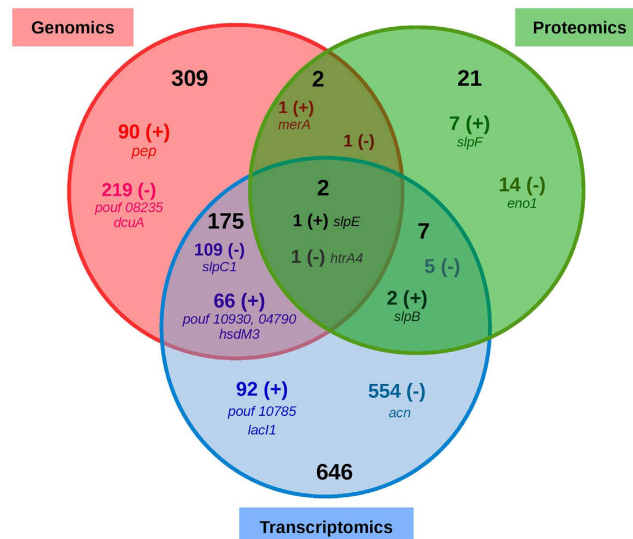 Genomics
Proteomics
309
2
21
1 (+)
merA
1 (-)
90 (+)
pep
7 (+)
slpF
219 (-)
pouf 08235
dcuA
14 (-)
eno1
2
175
1 (+) slpE
7
109 (-)
slpC1
1 (-) htrA4
5 (-)
66 (+)
pouf 10930, 04790
hsdM3
2 (+)
slpB
92 (+)
pouf 10785
lacI1
554 (-)
acn
646
Transcriptomics